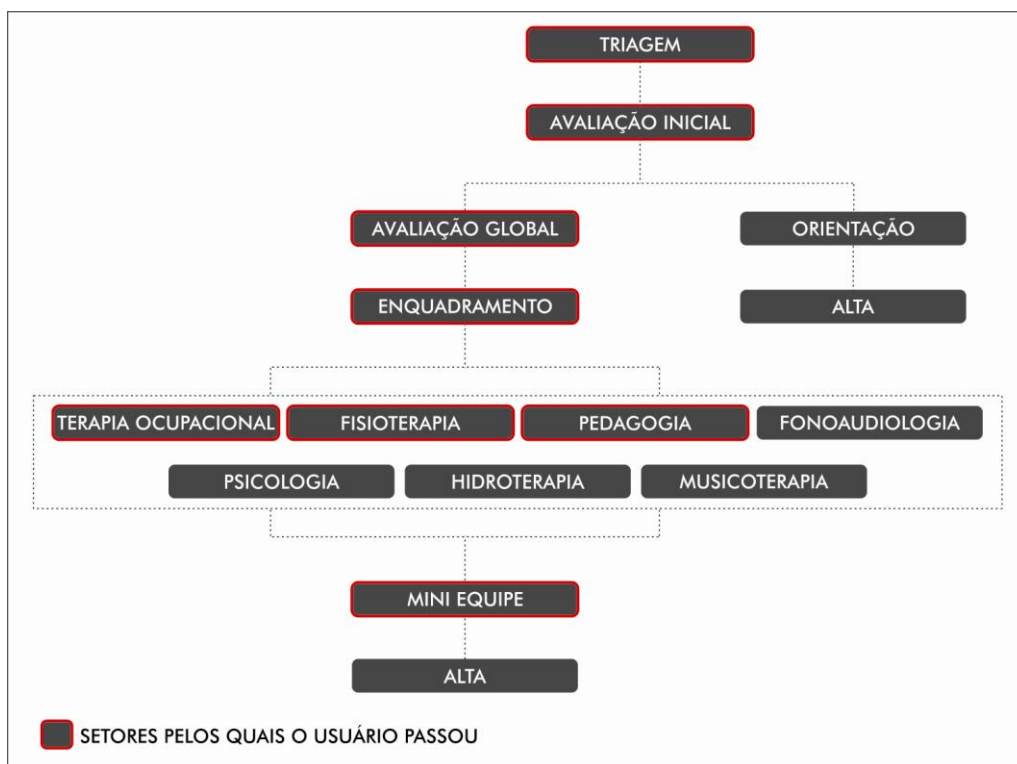 TRIAGEM
AVALIAÇÃO INICIAL
AVALIAÇÃO GLOBAL
ORIENTAÇÃO
ENQUADRAMENTO
ALTA
TERAPIA OCUPACIONAL
FISIOTERAPIA
PEDAGOGIA
FONOAUDIOLOGIA
PSICOLOGIA
HIDROTERAPIA
MUSICOTERAPIA
MINI EQUIPE
ALTA
SETORES PELOS QUAIS O USUÁRIO PASSOU